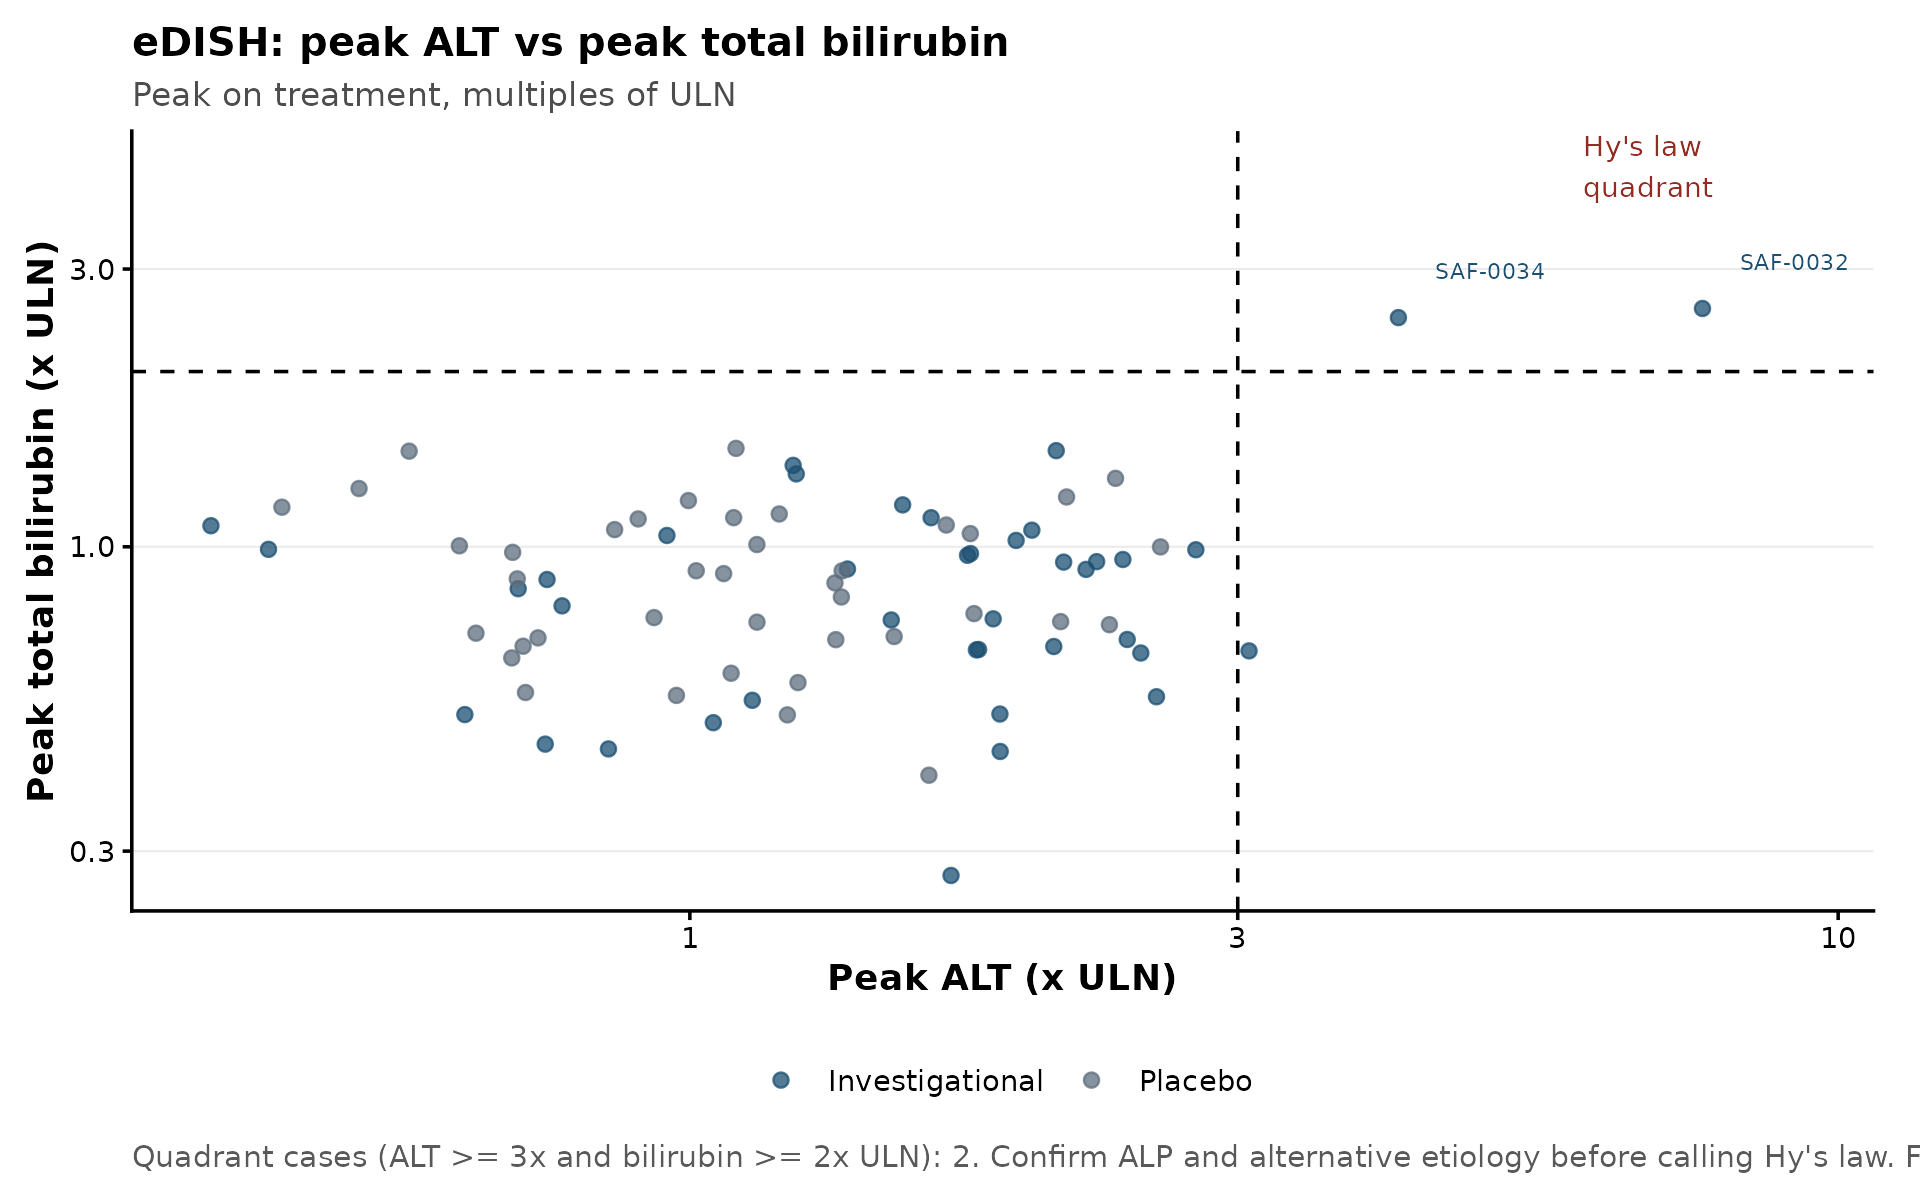 eDISH: peak ALT vs peak total bilirubin
Peak on treatment, multiples of ULN
Hy's law
quadrant
SAF-0034
SAF-0032
Peak total bilirubin (x ULN)
3.0
1.0
0.3
1
3
10
Peak ALT (x ULN)
Investigational
Placebo
Quadrant cases (ALT >= 3x and bilirubin >= 2x ULN): 2. Confirm ALP and alternative etiology before calling Hy's law.